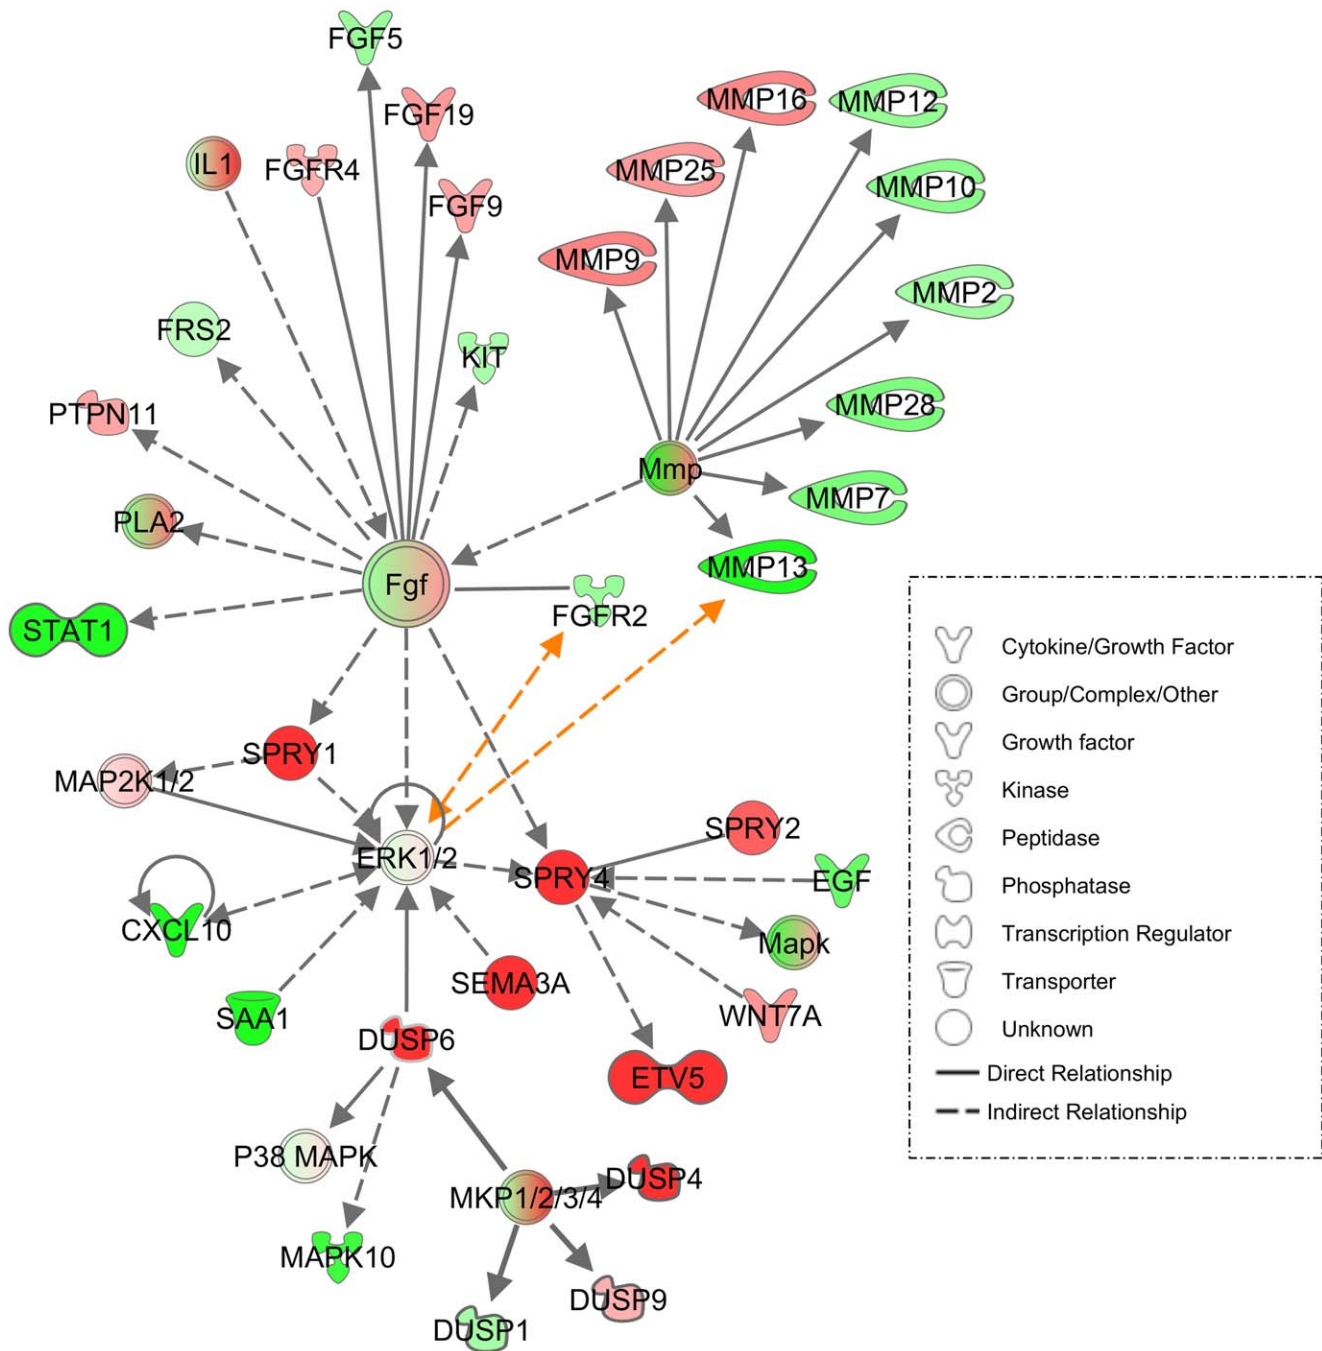 FGF5
MMP16
MMP12
FGF19
IL1
FGFR4
MMP25
MMP10
FGF9
MMP9
MMP2
FRS2
KIT
PTPN11
MMP28
Mmp
MMP7
PLA2
MMP13
Fgf
FGFR2
STAT1
SPRY1
MAP2K1/2
SPRY2
ERK1/2
SPRY4
EGF
CXCL10
Mapk
SEMA3A
WNT7A
SAA1
DUSP6
ETV5
P38 MAPK
DUSP4
MKP1/2/3/4
MAPK10
DUSP9
DUSP1
Cytokine/Growth Factor
Group/Complex/Other
Growth factor
Kinase
Peptidase
Phosphatase
Transcription Regulator
Transporter
Unknown
Direct Relationship
Indirect Relationship